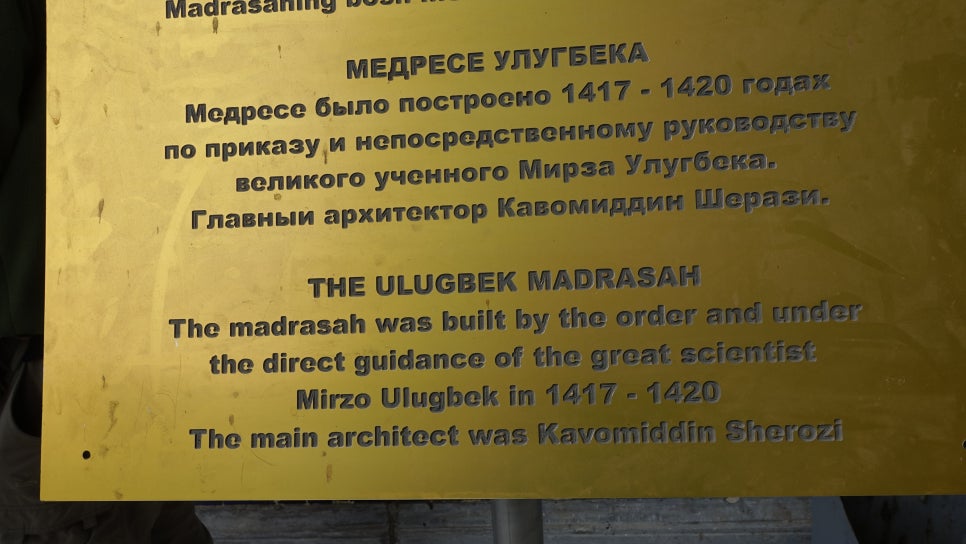 Madrasaning bosh
МЕДРЕСЕ УЛУГБЕКА
Медресе было построено 1417 - 1420 годах
по приказу и непосредственному руководству
великого ученного Мирза Улугбека.
Главныи архитектор Кавомиддин Шерази.
THE ULUGBEK MADRASAH
The madrasah was built by the order and under
the direct guidance of the great scientist
Mirzo Ulugbek in 1417 - 1420
The main architect was Kavomiddin Sherozi